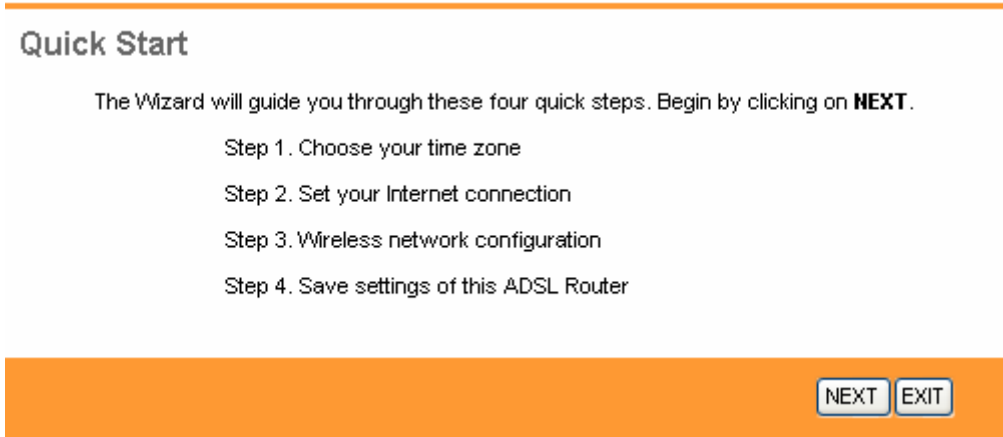 Quick Start
The Wizard will guide you through these four quick steps. Begin by clicking on NEXT.
Step 1. Choose your time zone
Step 2. Set your Internet connection
Step 3. Wireless network configuration
Step 4. Save settings of this ADSL Router
NEXT EXIT